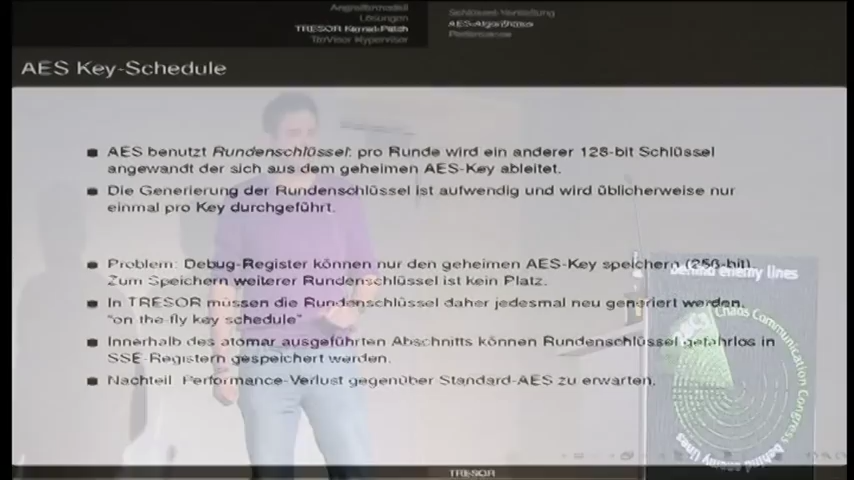 Angreifermodell
Lösungen
TRESOR Kernel-Patch
TreVisor Hypervisor
Schlüssel-Verwaltung
AES-Algorithmus
Performance
AES Key-Schedule
AES benutzt Rundenschlüssel: pro Runde wird ein anderer 128-bit Schlüssel
angewandt der sich aus dem geheimen AES-Key ableitet.
Die Generierung der Rundenschlüssel ist aufwendig und wird üblicherweise nur
einmal pro Key durchgeführt.
Problem: Debug-Register können nur den geheimen AES-Key speichern (256-bit).
Zum Speichern weiterer Rundenschlüssel ist kein Platz.
In TRESOR müssen die Rundenschlüssel daher jedesmal neu generiert werden.
"on the fly key schedule"
Innerhalb des atomar ausgeführten Abschnitts können Rundenschlüssel gefahrlos in
SSE-Registern gespeichert werden.
Nachteil: Performance-Verlust gegenüber Standard-AES zu erwarten.
behind enemy lines
28C3
Chaos Communication Congress
behind enemy lines
TRESOR